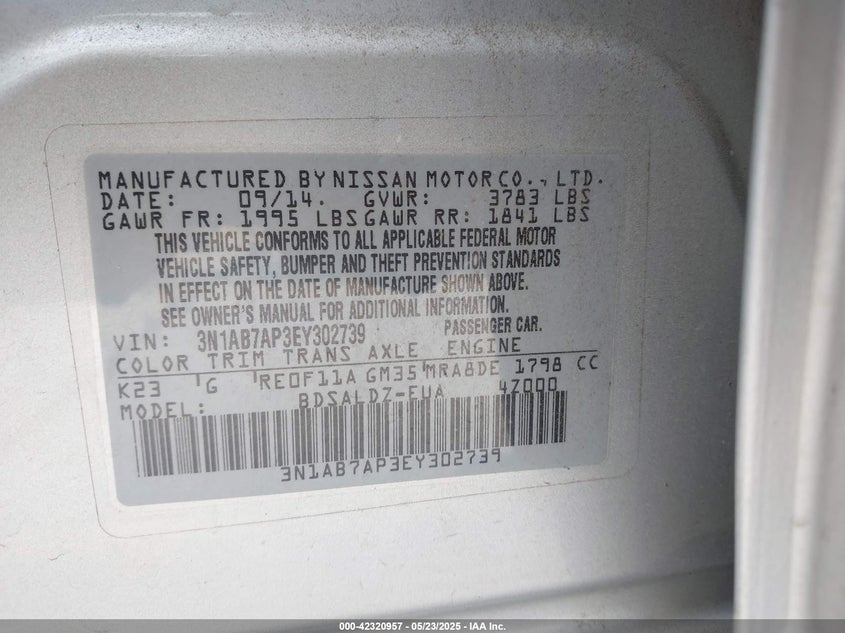 MANUFACTURED BY NISSAN MOTOR CO., LTD.
DATE: 09/14. GVWR: 3783 LBS
GAWR FR: 1995 LBS GAWR RR: 1841 LBS
THIS VEHICLE CONFORMS TO ALL APPLICABLE FEDERAL MOTOR
VEHICLE SAFETY, BUMPER AND THEFT PREVENTION STANDARDS
IN EFFECT ON THE DATE OF MANUFACTURE SHOWN ABOVE.
SEE OWNER'S MANUAL FOR ADDITIONAL INFORMATION.
VIN: 3N1AB7AP3EY302739 PASSENGER CAR.
COLOR TRIM TRANS AXLE ENGINE
K23 G RE0F11A GM35 MRA8DE 1798 CC
MODEL: BDSALDZ-EUA 4Z000
3N1AB7AP3EY302739
000-42320957 - 05/23/2025 - IAA Inc.